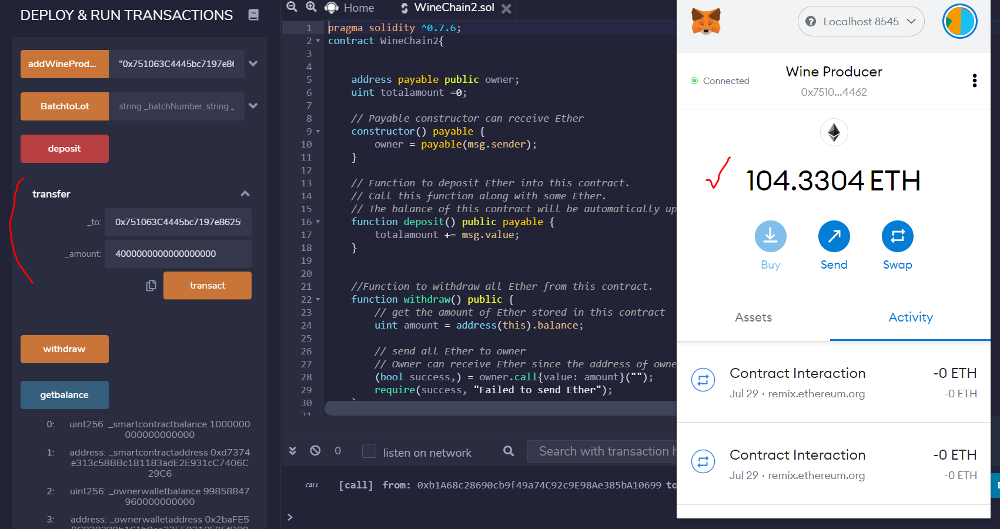 DEPLOY & RUN TRANSACTIONS
addWineProd...
"0x751063C4445bc7197e86
BatchtoLot
string _batchNumber, string _
deposit
transfer
_to:
0x751063C4445bc7197e8625
_amount:
4000000000000000000
transact
withdraw
getbalance
0:
uint256: _smartcontractbalance 1000000
000000000000
1:
address: _smartcontractaddress 0xd7374
e313c58BBc181183adE2E931cC7406C
29C6
2:
uint256: _ownerwalletbalance 99858847
960000000000
3:
address: _ownerwalletaddress 0x2baFE5
Home
WineChain2.sol
1 pragma solidity ^0.7.6;
2 contract WineChain2{
3
4
5 address payable public owner;
6 uint totalamount =0;
7
8 // Payable constructor can receive Ether
9 constructor() payable {
10 owner = payable(msg.sender);
11 }
12
13 // Function to deposit Ether into this contract.
14 // Call this function along with some Ether.
15 // The balance of this contract will be automatically up
16 function deposit() public payable {
17 totalamount += msg.value;
18 }
19
20
21 //Function to withdraw all Ether from this contract.
22 function withdraw() public {
23 // get the amount of Ether stored in this contract
24 uint amount = address(this).balance;
25
26 // send all Ether to owner
27 // Owner can receive Ether since the address of owne
28 (bool success,) = owner.call{value: amount}("");
29 require(success, "Failed to send Ether");
30
31
0
listen on network
Search with transaction h
CALL
[call] from: 0xb1A68c28690cb9f49a74C92c9E98Ae385bA10699 to
>
Localhost 8545
Connected
Wine Producer
0x7510...4462
104.3304 ETH
Buy
Send
Swap
Assets
Activity
Contract Interaction
-0 ETH
Jul 29 · remix.ethereum.org
-0 ETH
Contract Interaction
-0 ETH
Jul 29 · remix.ethereum.org
-0 ETH